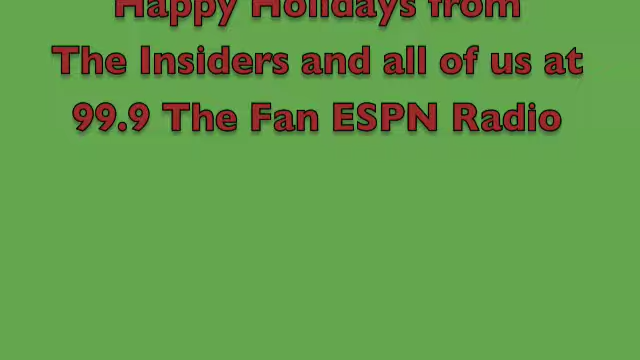 Happy Holidays from
The Insiders and all of us at
99.9 The Fan ESPN Radio